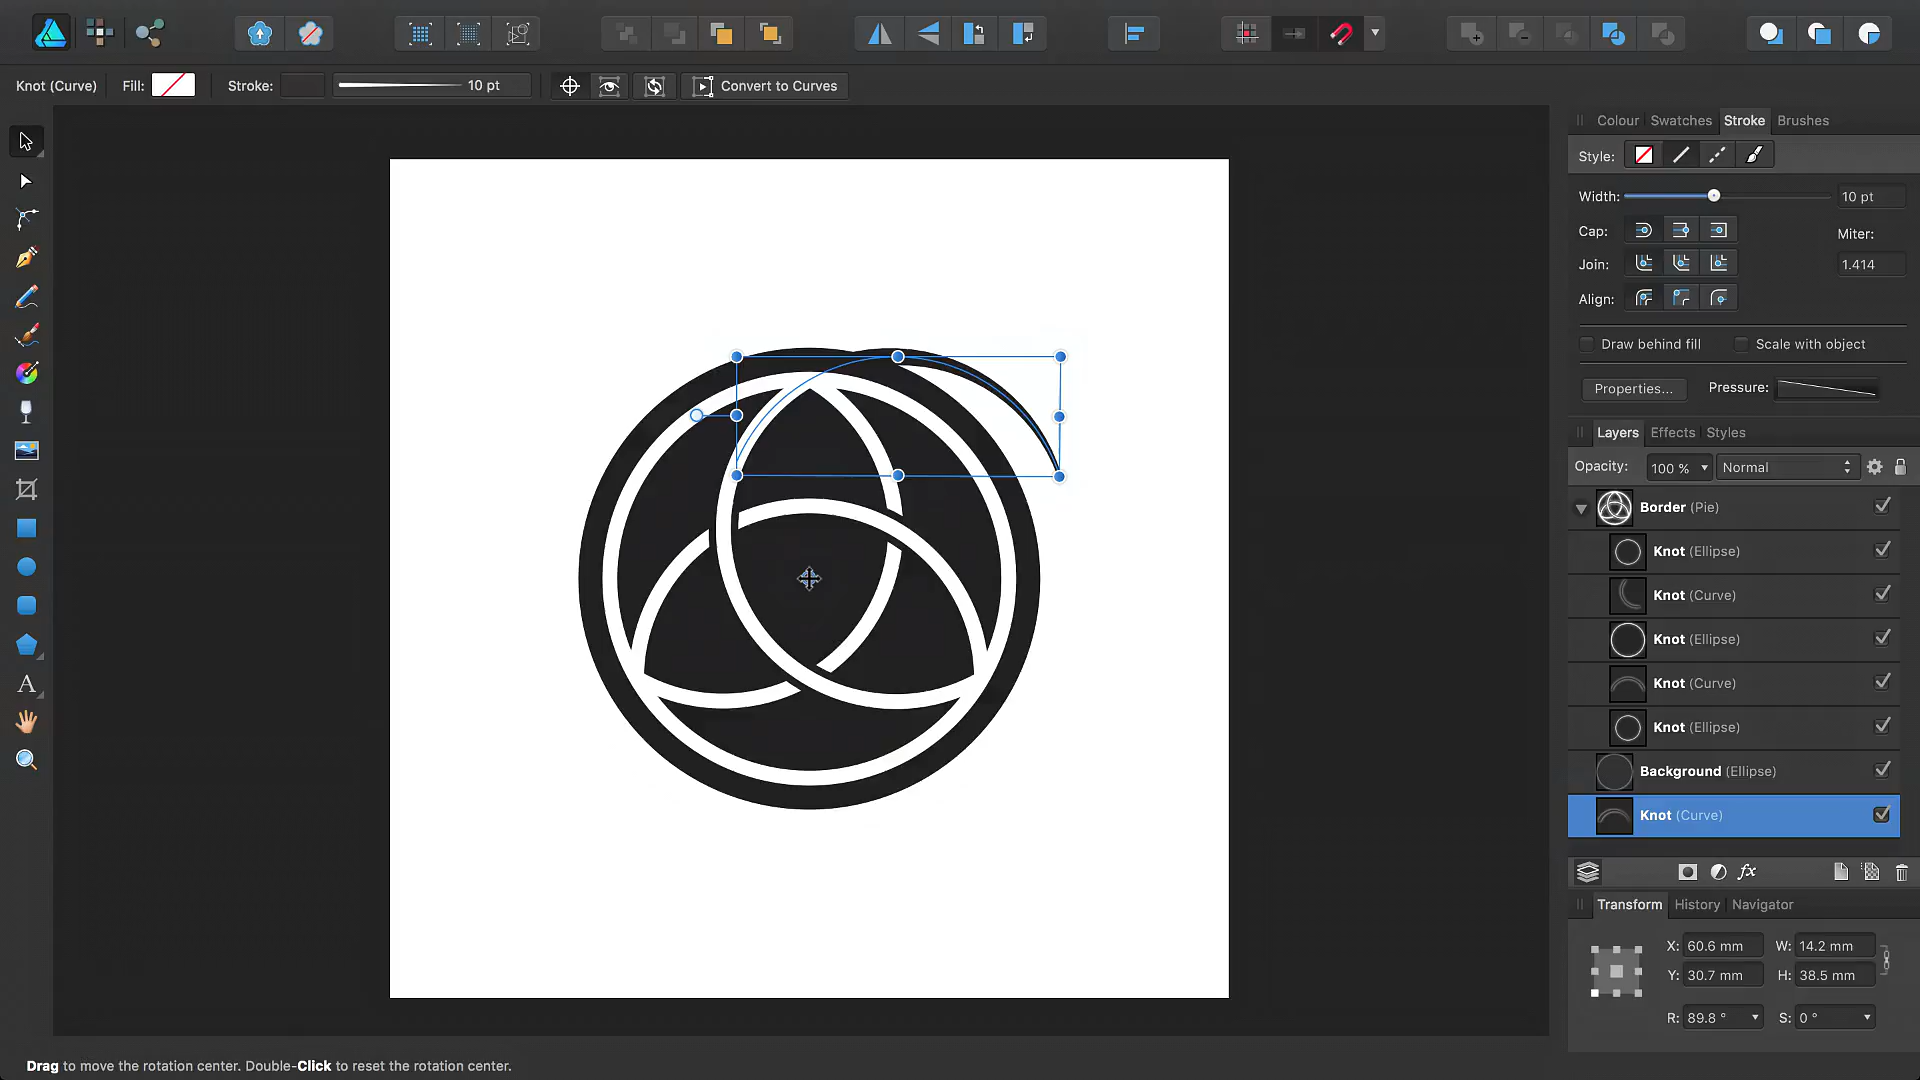 Knot (Curve) Fill: Stroke: 10 pt Convert to Curves
Colour Swatches Stroke Brushes
Style:
Width: 10 pt
Cap: Miter:
Join: 1.414
Align:
Draw behind fill Scale with object
Properties... Pressure:
Layers Effects Styles
Opacity: 100 % Normal
Border (Pie)
Knot (Ellipse)
Knot (Curve)
Knot (Ellipse)
Knot (Curve)
Knot (Ellipse)
Background (Ellipse)
Knot (Curve)
fx
Transform History Navigator
X: 60.6 mm W: 14.2 mm
Y: 30.7 mm H: 38.5 mm
R: 89.8 ° S: 0 °
A
Drag to move the rotation center. Double-Click to reset the rotation center.